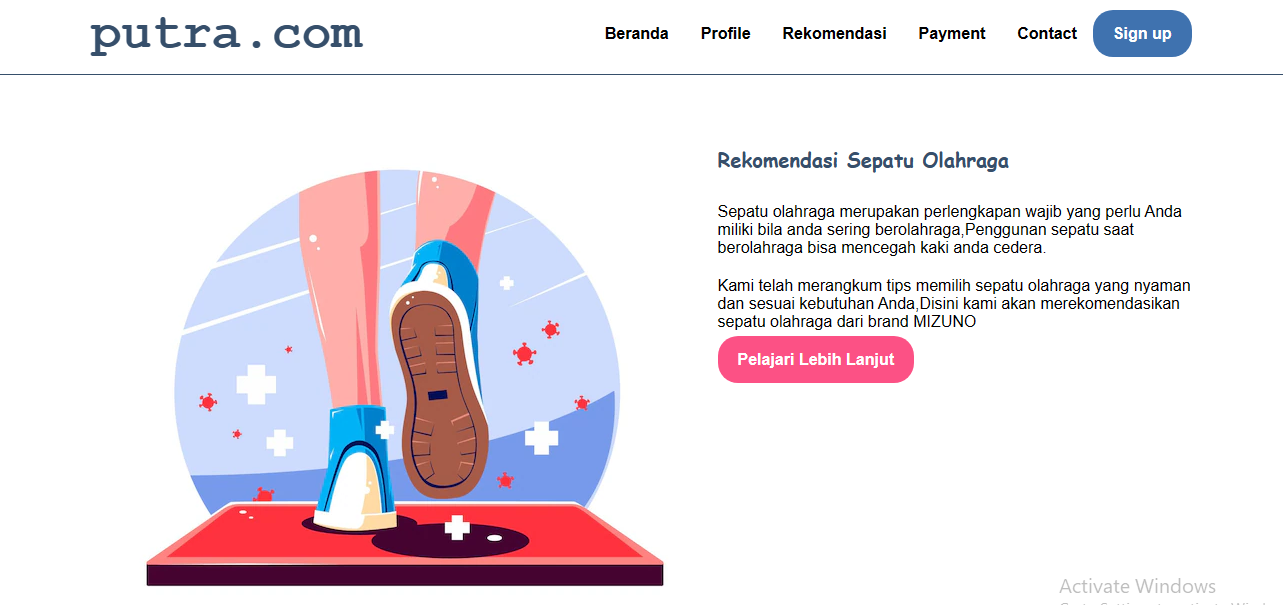 putra.com
Beranda Profile Rekomendasi Payment Contact Sign up
Rekomendasi Sepatu Olahraga
Sepatu olahraga merupakan perlengkapan wajib yang perlu Anda
miliki bila anda sering berolahraga,Penggunan sepatu saat
berolahraga bisa mencegah kaki anda cedera.
Kami telah merangkum tips memilih sepatu olahraga yang nyaman
dan sesuai kebutuhan Anda,Disini kami akan merekomendasikan
sepatu olahraga dari brand MIZUNO
Pelajari Lebih Lanjut
Activate Windows